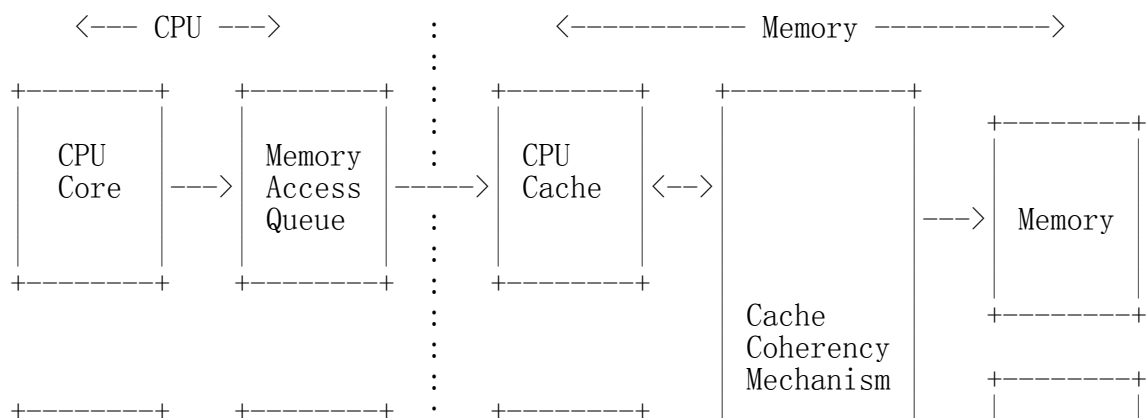 <--- CPU --->         :       <----------- Memory ----------->
                      :
+--------+    +--------+  :   +--------+    +-----------+
|        |    |        |  :   |        |    |           |    +--------+
|  CPU   |    | Memory |  :   | CPU    |    |           |    |        |
|  Core  |--->| Access |----->| Cache  |<-->|           |    |        |
|        |    | Queue  |  :   |        |    |           |--->| Memory |
|        |    |        |  :   |        |    |           |    |        |
+--------+    +--------+  :   +--------+    |           |    |        |
                      :                 | Cache     |    +--------+
                      :                 | Coherency |
                      :                 | Mechanism |    +--------+
+--------+    +--------+  :   +--------+    |           |    |        |